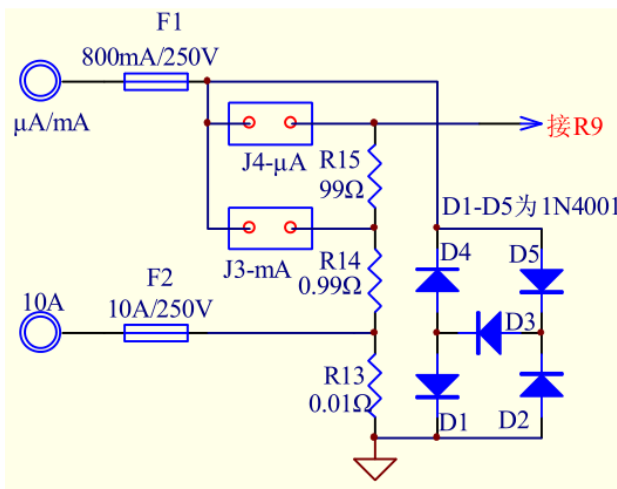 F1
800mA/250V
μA/mA
接R9
J4-μA
R15
99Ω
D1-D5为1N4001
J3-mA
R14
0.99Ω
D4
D5
F2
10A
10A/250V
D3
R13
0.01Ω
D1
D2